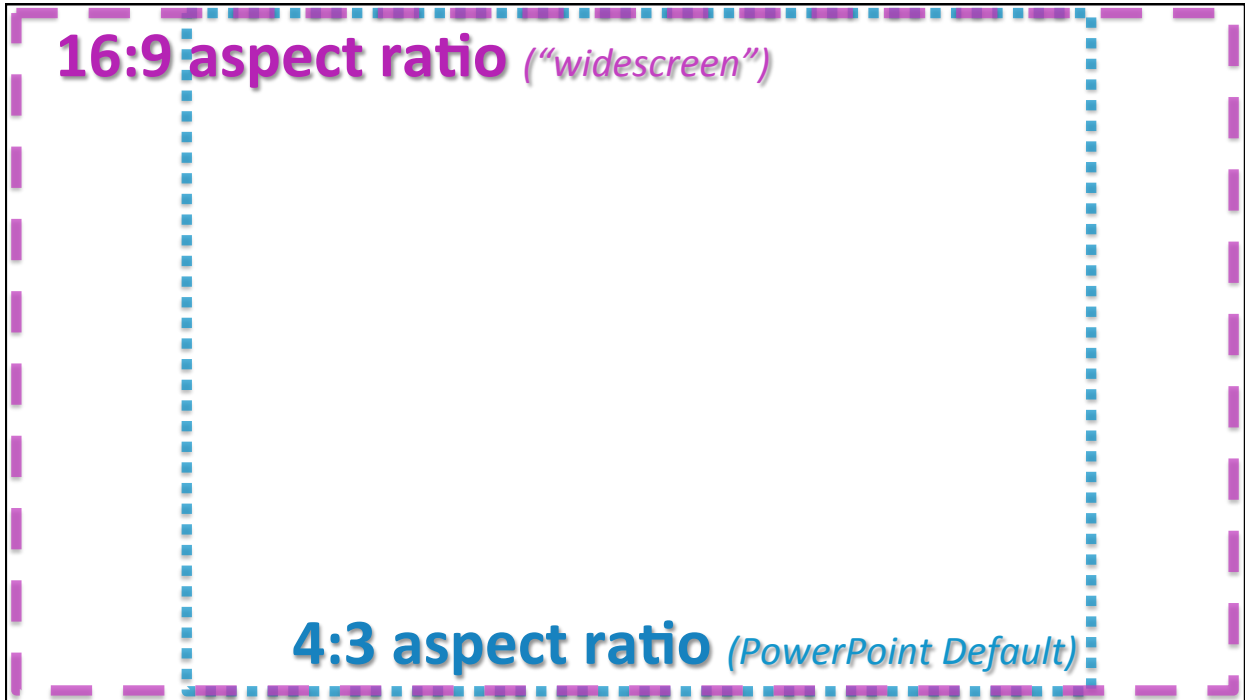 16:9 aspect ratio (“widescreen”)
4:3 aspect ratio (PowerPoint Default)